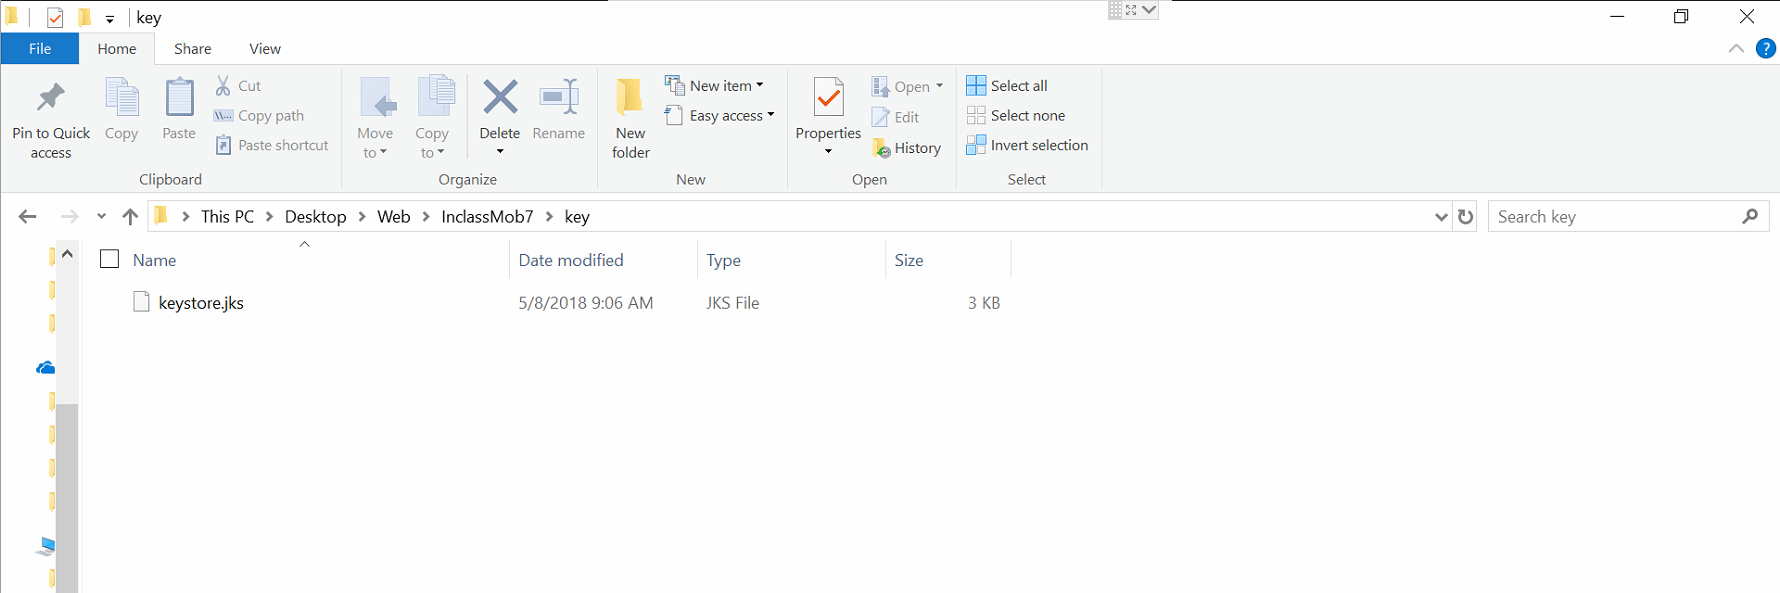 key
File Home Share View
Pin to Quick access
Copy
Paste
Cut
Copy path
Paste shortcut
Clipboard
Move to
Copy to
Delete
Rename
Organize
New folder
New item
Easy access
New
Properties
Open
Edit
History
Open
Select all
Select none
Invert selection
Select
This PC Desktop Web InclassMob7 key
Search key
Name Date modified Type Size
keystore.jks 5/8/2018 9:06 AM JKS File 3 KB